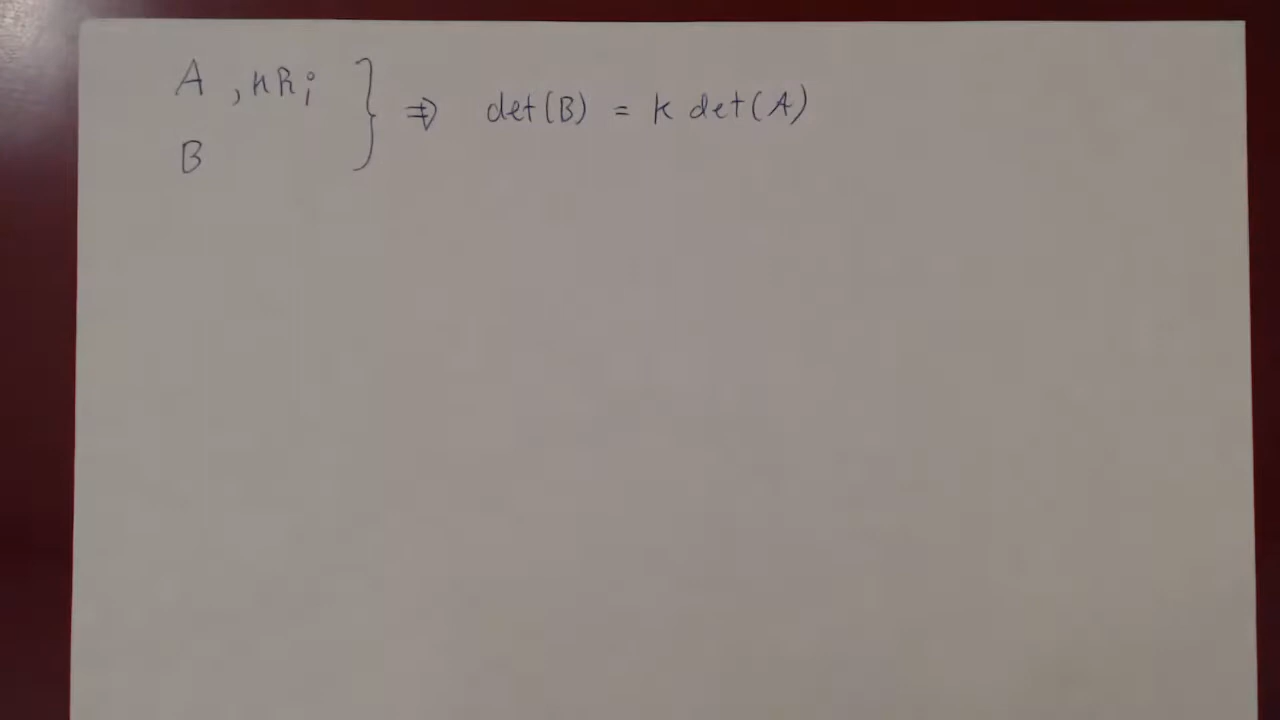 A , kRi } ⇒ det(B) = k det(A)
B